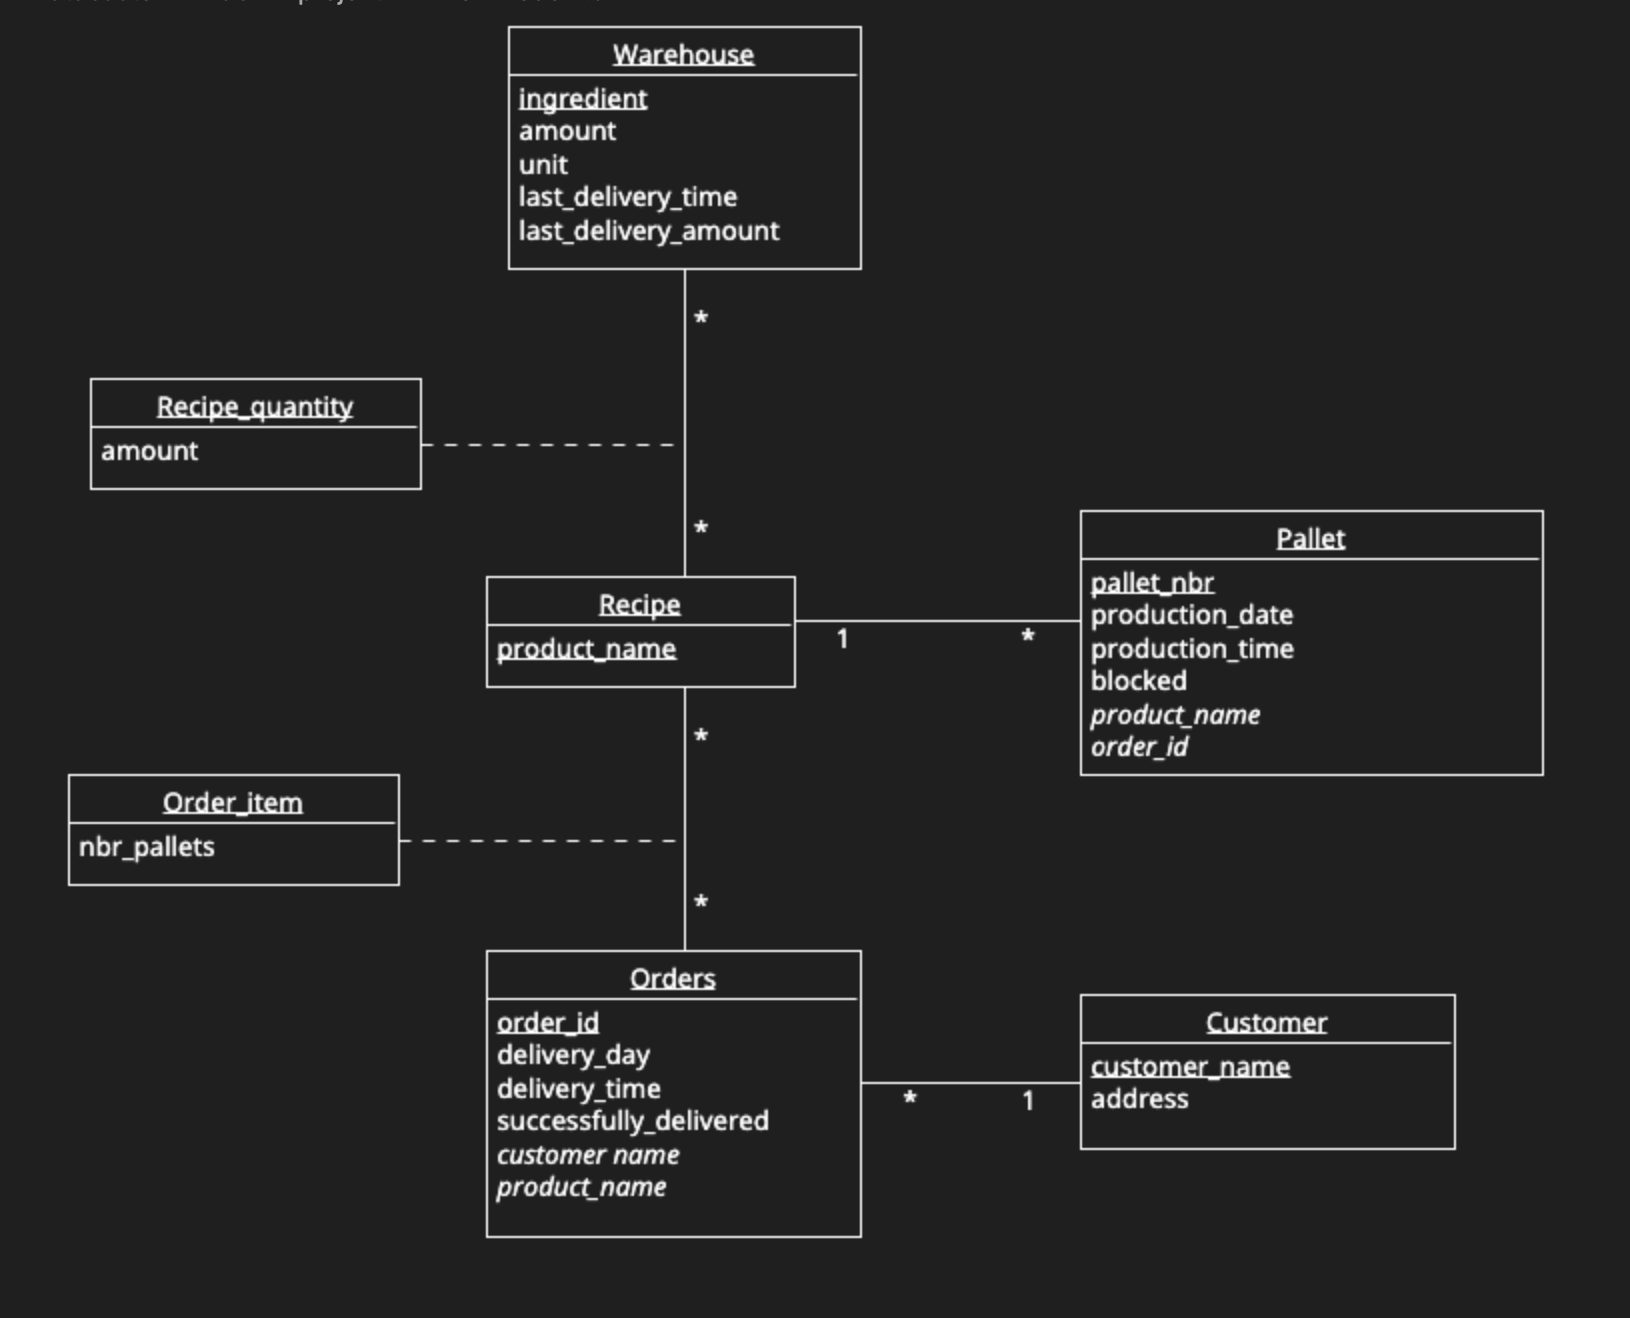 Warehouse
ingredient
amount
unit
last_delivery_time
last_delivery_amount
*
Recipe_quantity
amount
*
Pallet
pallet_nbr
production_date
production_time
blocked
product_name
order_id
Recipe
product_name
1
*
*
Order_item
nbr_pallets
*
Orders
order_id
delivery_day
delivery_time
successfully_delivered
customer name
product_name
*
1
Customer
customer_name
address